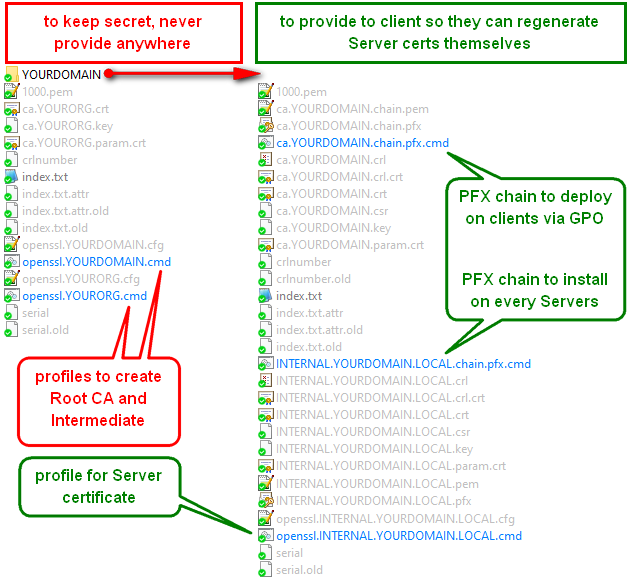 to keep secret, never
provide anywhere
to provide to client so they can regenerate
Server certs themselves
YOURDOMAIN
1000.pem
ca.YOURORG.crt
ca.YOURORG.key
ca.YOURORG.param.crt
crlnumber
index.txt
index.txt.attr
index.txt.attr.old
index.txt.old
openssl.YOURDOMAIN.cfg
openssl.YOURDOMAIN.cmd
openssl.YOURORG.cfg
openssl.YOURORG.cmd
serial
serial.old
profiles to create
Root CA and
Intermediate
profile for Server
certificate
1000.pem
ca.YOURDOMAIN.chain.pem
ca.YOURDOMAIN.chain.pfx
ca.YOURDOMAIN.chain.pfx.cmd
ca.YOURDOMAIN.crl
ca.YOURDOMAIN.crl.crt
ca.YOURDOMAIN.crt
ca.YOURDOMAIN.csr
ca.YOURDOMAIN.key
ca.YOURDOMAIN.param.crt
crlnumber
crlnumber.old
index.txt
index.txt.attr
index.txt.attr.old
index.txt.old
INTERNAL.YOURDOMAIN.LOCAL.chain.pfx.cmd
INTERNAL.YOURDOMAIN.LOCAL.crl
INTERNAL.YOURDOMAIN.LOCAL.crl.crt
INTERNAL.YOURDOMAIN.LOCAL.crt
INTERNAL.YOURDOMAIN.LOCAL.csr
INTERNAL.YOURDOMAIN.LOCAL.key
INTERNAL.YOURDOMAIN.LOCAL.param.crt
INTERNAL.YOURDOMAIN.LOCAL.pem
INTERNAL.YOURDOMAIN.LOCAL.pfx
openssl.INTERNAL.YOURDOMAIN.LOCAL.cfg
openssl.INTERNAL.YOURDOMAIN.LOCAL.cmd
serial
serial.old
PFX chain to deploy
on clients via GPO
PFX chain to install
on every Servers